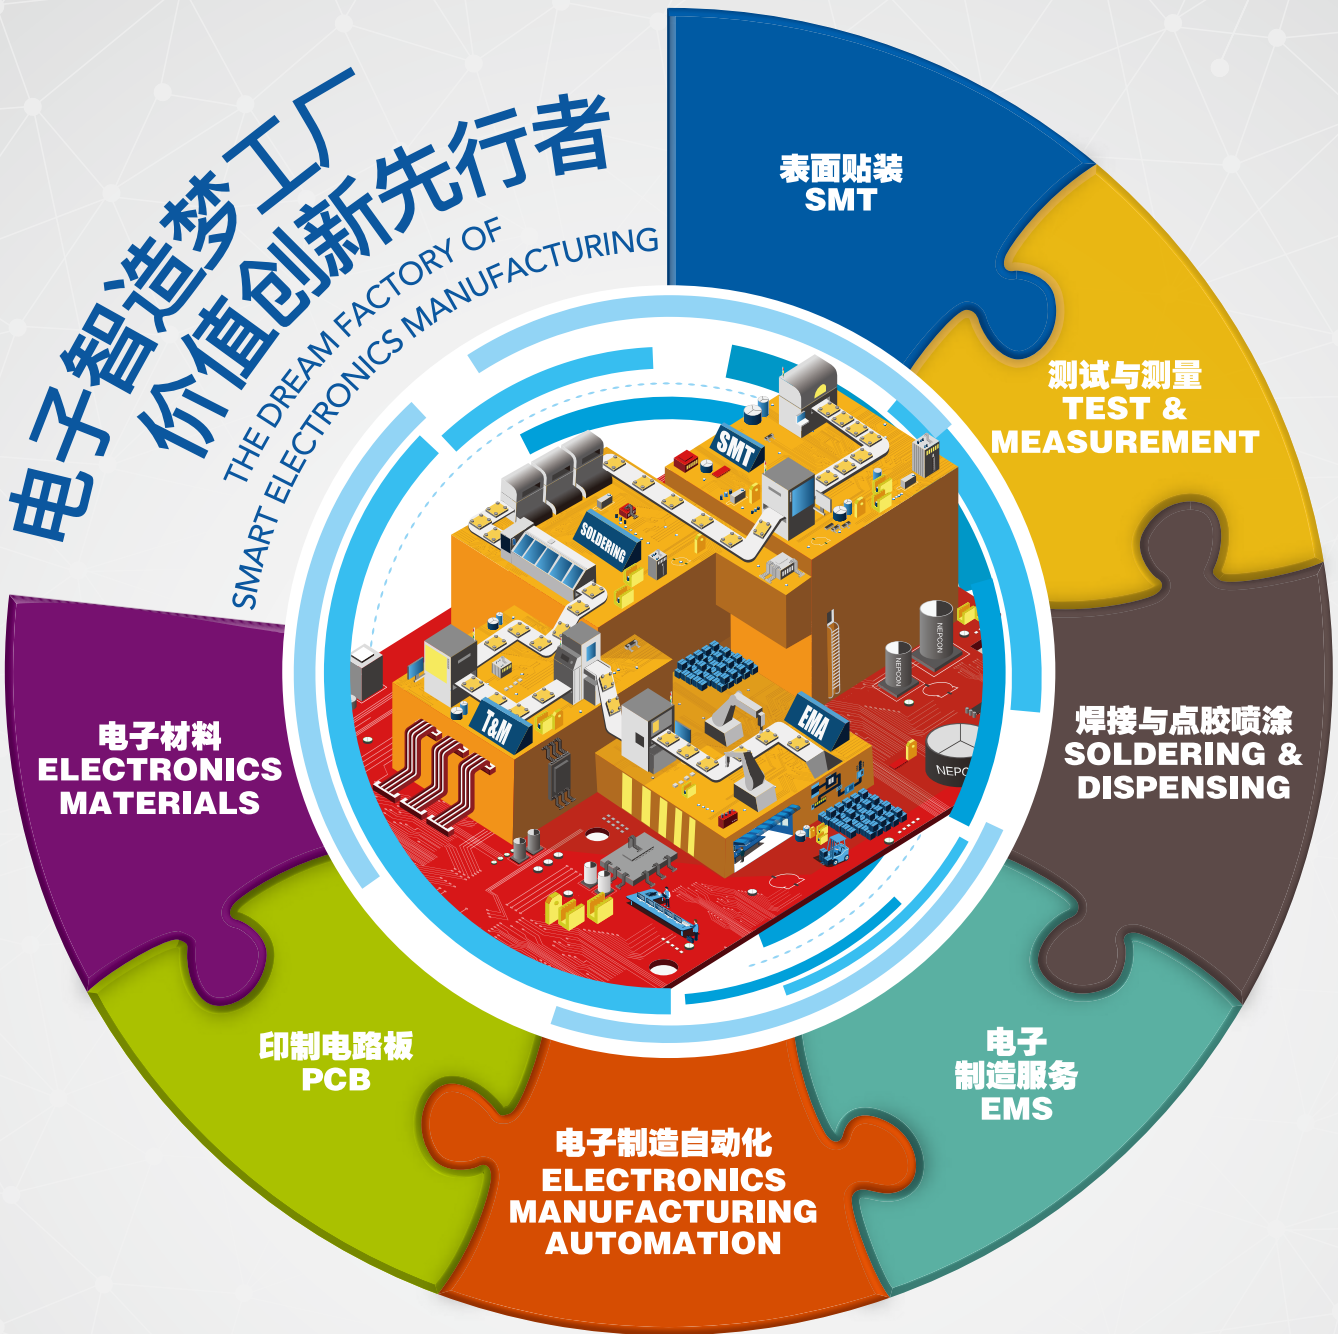 电子智造梦工厂
价值创新先行者
THE DREAM FACTORY OF
SMART ELECTRONICS MANUFACTURING
表面贴装
SMT
测试与测量
TEST &
MEASUREMENT
焊接与点胶喷涂
SOLDERING &
DISPENSING
电子
制造服务
EMS
电子制造自动化
ELECTRONICS
MANUFACTURING
AUTOMATION
印制电路板
PCB
电子材料
ELECTRONICS
MATERIALS
SMT
SOLDERING
T&M
EMA
NEPCON
NEPCON
NEPCO